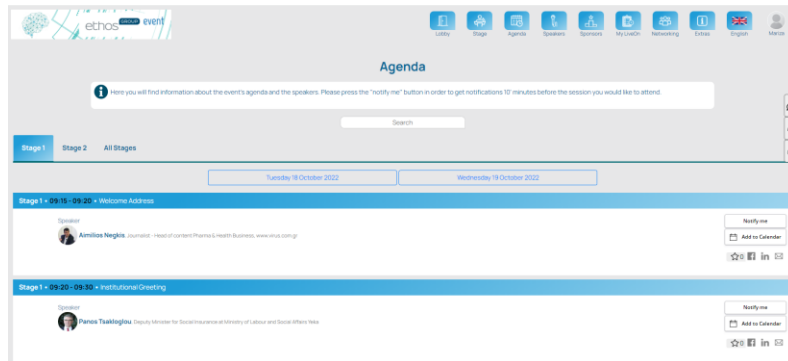 ethos GROUP event
Lobby
Stage
Agenda
Speakers
Sponsors
My LiveOn
Networking
Extras
English
Agenda
Here you will find information about the event's agenda and the speakers. Please press the "notify me" button in order to get notifications 10' minutes before the session you would like to attend.
Search
Stage 1
Stage 2
All Stages
Tuesday 18 October 2022
Wednesday 19 October 2022
Stage 1 • 09:15 - 09:20 • Welcome Address
Speaker
Aimilios Negkis, Journalist - Head of content Pharma & Health Business, www.virus.com.gr
Notify me
Add to Calendar
0
Stage 1 • 09:20 - 09:30 • Institutional Greeting
Speaker
Panos Tsakloglou, Deputy Minister for Social Insurance at Ministry of Labour and Social Affairs
Notify me
Add to Calendar
0